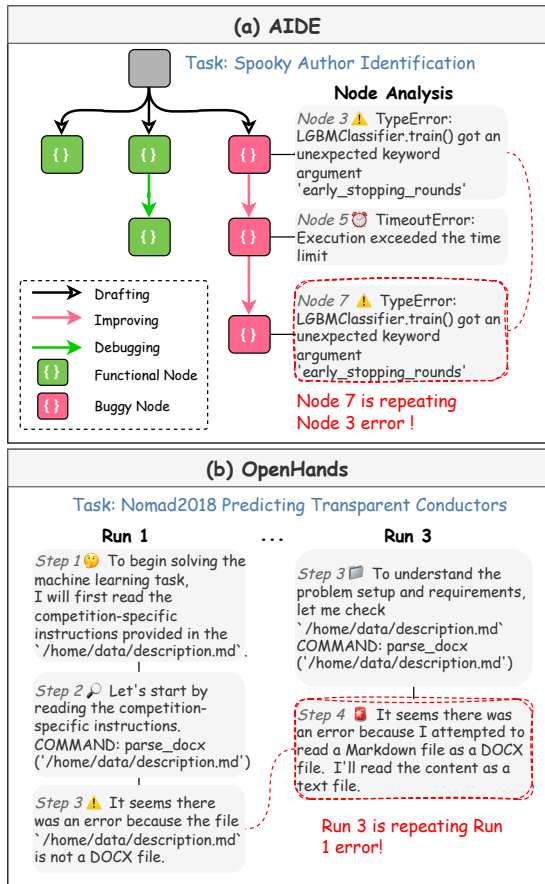 (a) AIDE
Task: Spooky Author Identification
Node Analysis
Node 3 ⚠️ TypeError:
LGBMClassifier.train() got an
unexpected keyword
argument
'early_stopping_rounds'
Node 5 ⏰ TimeoutError:
Execution exceeded the time
limit
Node 7 ⚠️ TypeError:
LGBMClassifier.train() got an
unexpected keyword
argument
'early_stopping_rounds'
Node 7 is repeating
Node 3 error !
{ }
{ }
{ }
{ }
{ }
{ }
Drafting
Improving
Debugging
{ } Functional Node
{ } Buggy Node
(b) OpenHands
Task: Nomad2018 Predicting Transparent Conductors
Run 1 ... Run 3
Step 1 🤔 To begin solving the
machine learning task,
I will first read the
competition-specific
instructions provided in the
`/home/data/description.md`.
Step 2 🔎 Let's start by
reading the competition-
specific instructions.
COMMAND: parse_docx
('/home/data/description.md')
Step 3 ⚠️ It seems there
was an error because the file
`/home/data/description.md`
is not a DOCX file.
Step 3 📁 To understand the
problem setup and requirements,
let me check
`/home/data/description.md`
COMMAND: parse_docx
('/home/data/description.md')
Step 4 🚨 It seems there was
an error because I attempted to
read a Markdown file as a DOCX
file. I'll read the content as a
text file.
Run 3 is repeating Run
1 error!